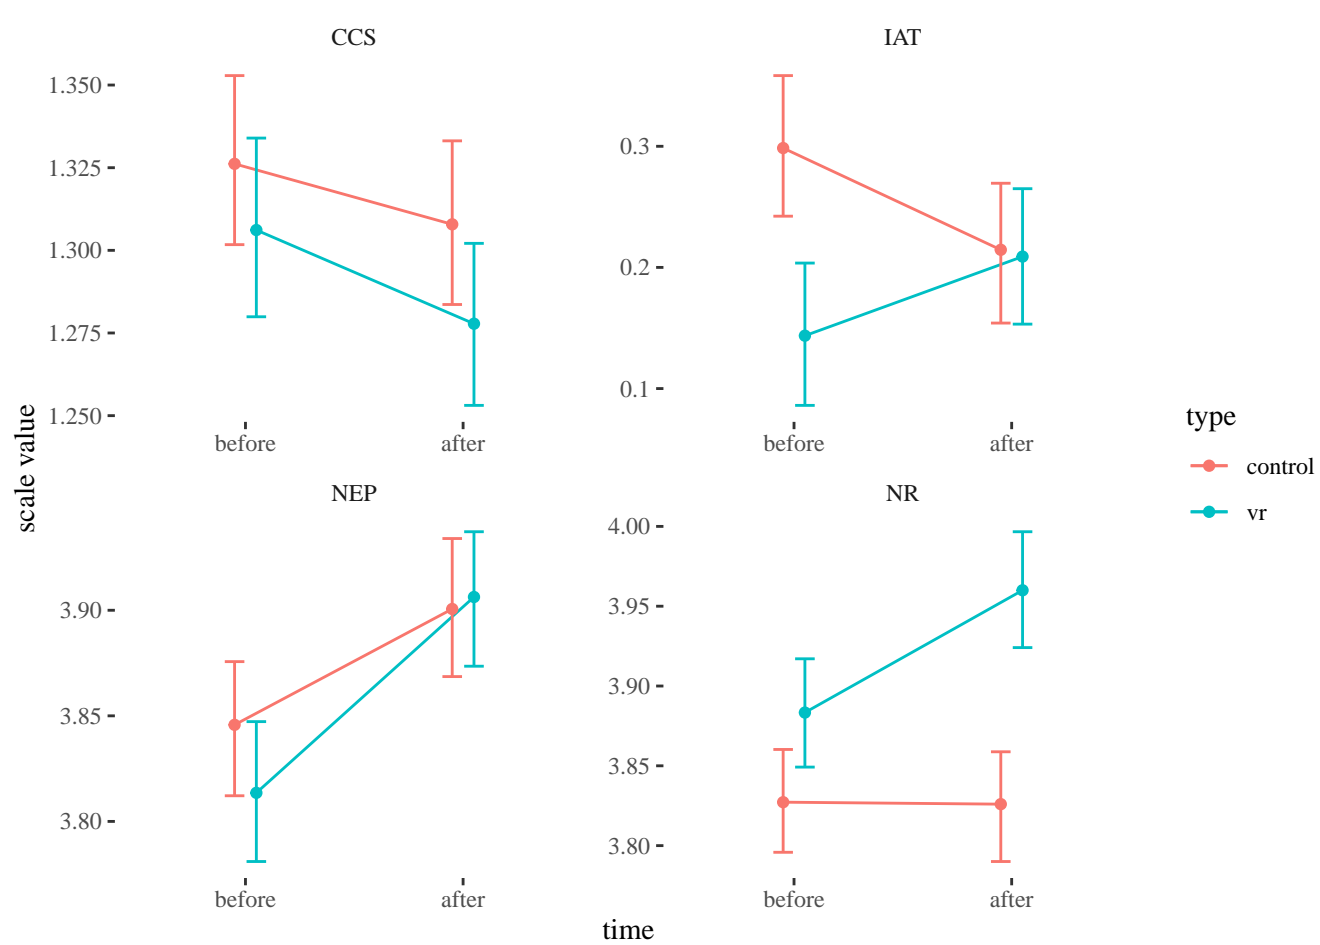 CCS
IAT
1.350
1.325
1.300
1.275
1.250
0.3
0.2
0.1
before
after
before
after
NEP
NR
3.90
3.85
3.80
4.00
3.95
3.90
3.85
3.80
before
after
before
after
scale value
time
type
control
vr